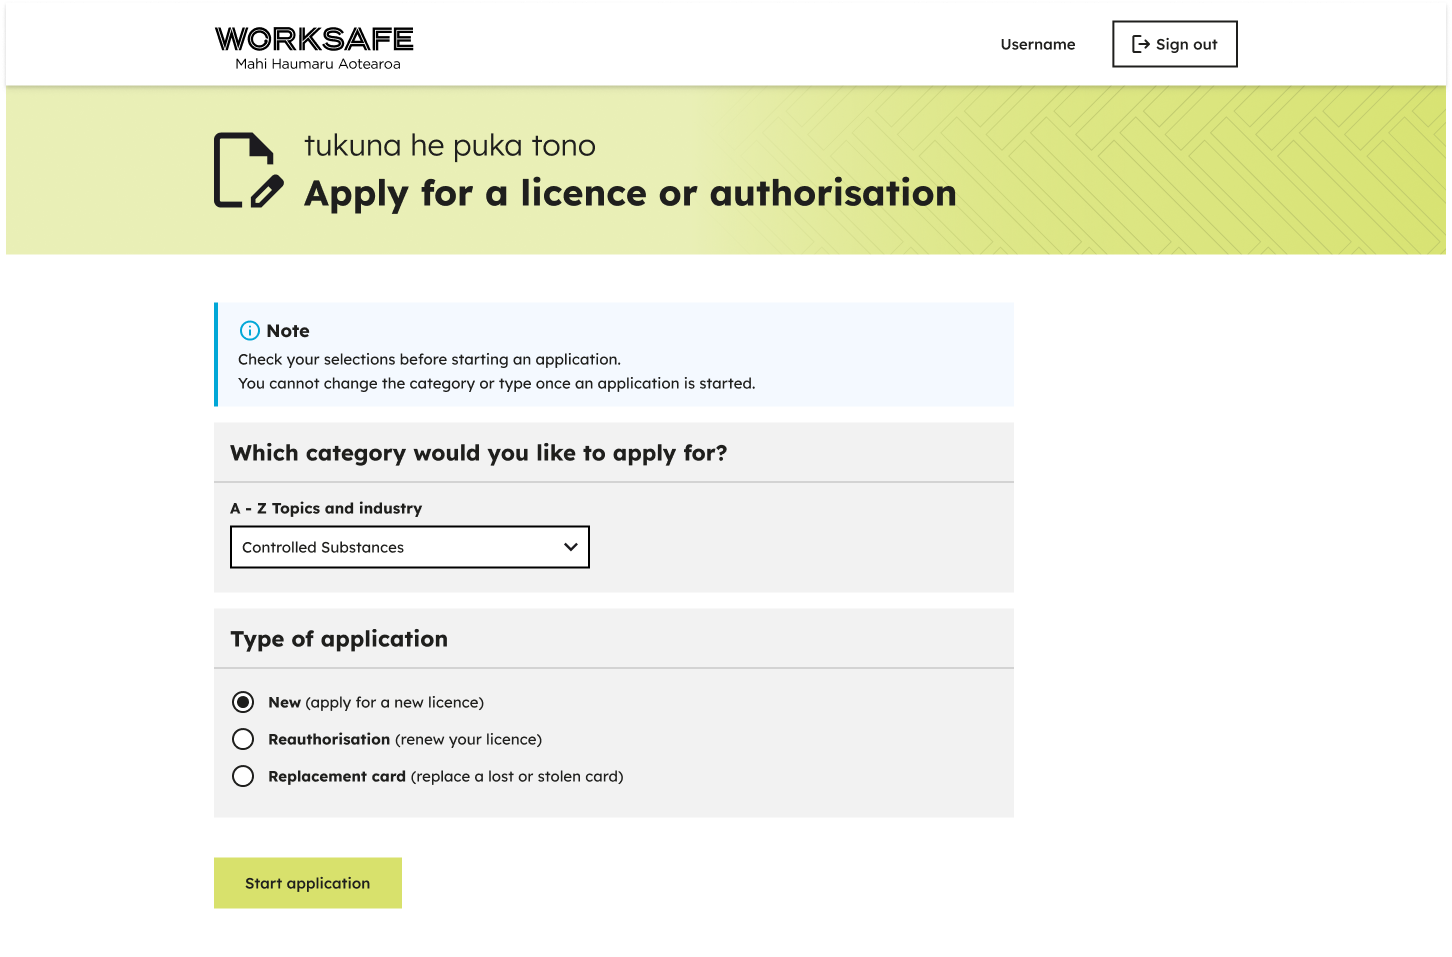 WORKSAFE
Mahi Haumaru Aotearoa
Username
Sign out
tukuna he puka tono
Apply for a licence or authorisation
Note
Check your selections before starting an application.
You cannot change the category or type once an application is started.
Which category would you like to apply for?
A - Z Topics and industry
Controlled Substances
Type of application
New (apply for a new licence)
Reauthorisation (renew your licence)
Replacement card (replace a lost or stolen card)
Start application